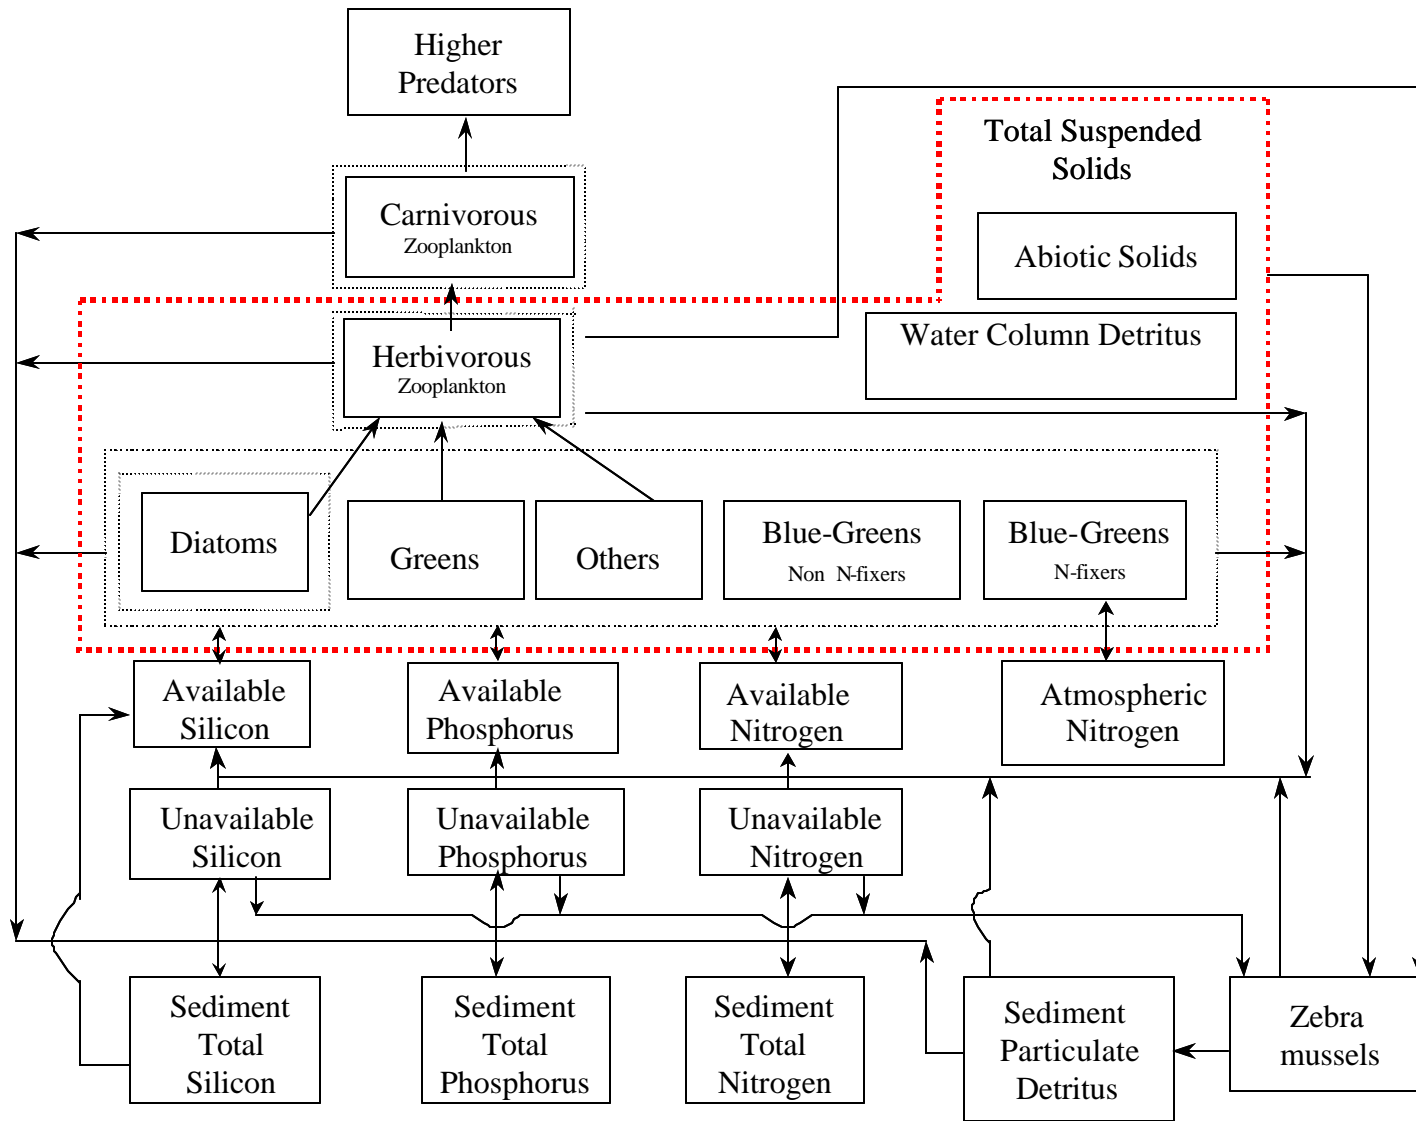 Higher
Predators
Total Suspended
Solids
Carnivorous
Zooplankton
Abiotic Solids
Water Column Detritus
Herbivorous
Zooplankton
Diatoms
Greens
Others
Blue-Greens
Non N-fixers
Blue-Greens
N-fixers
Available
Silicon
Available
Phosphorus
Available
Nitrogen
Atmospheric
Nitrogen
Unavailable
Silicon
Unavailable
Phosphorus
Unavailable
Nitrogen
Sediment
Total
Silicon
Sediment
Total
Phosphorus
Sediment
Total
Nitrogen
Sediment
Particulate
Detritus
Zebra
mussels